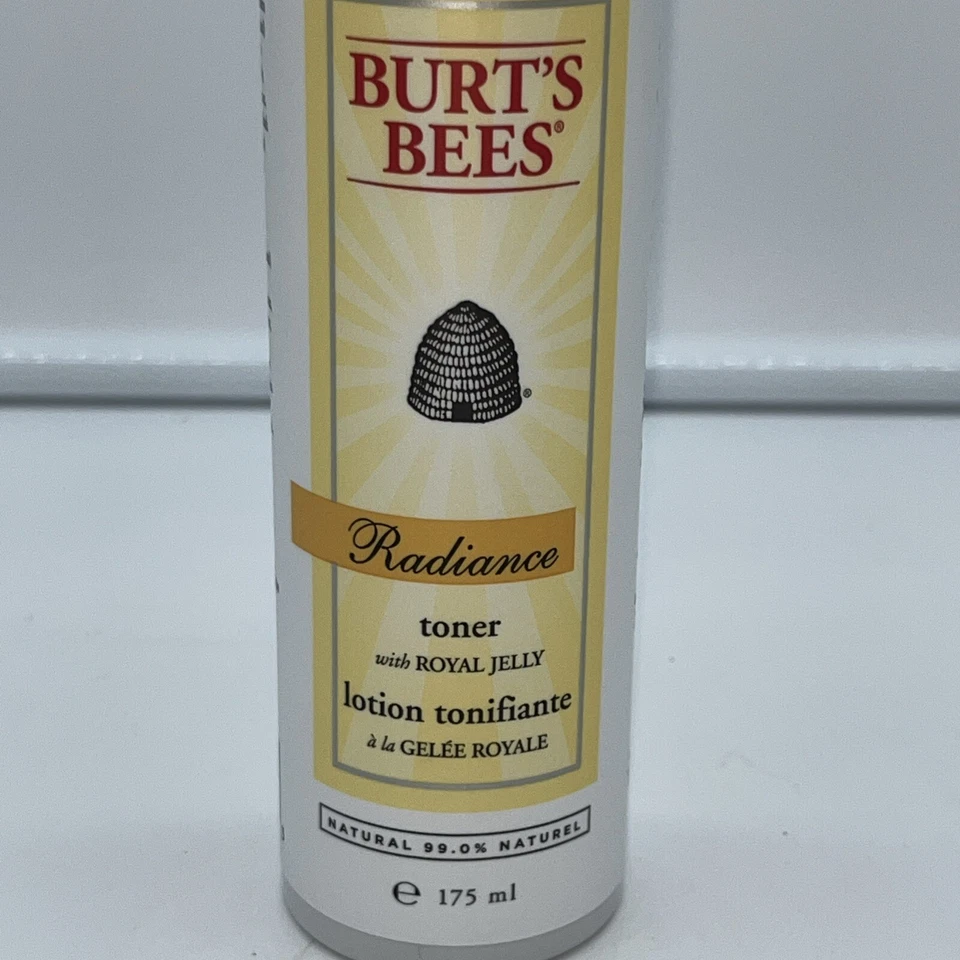 BURT'S
BEES®
®
Radiance
toner
with ROYAL JELLY
lotion tonifiante
à la GELÉE ROYALE
NATURAL 99.0% NATUREL
℮ 175 ml